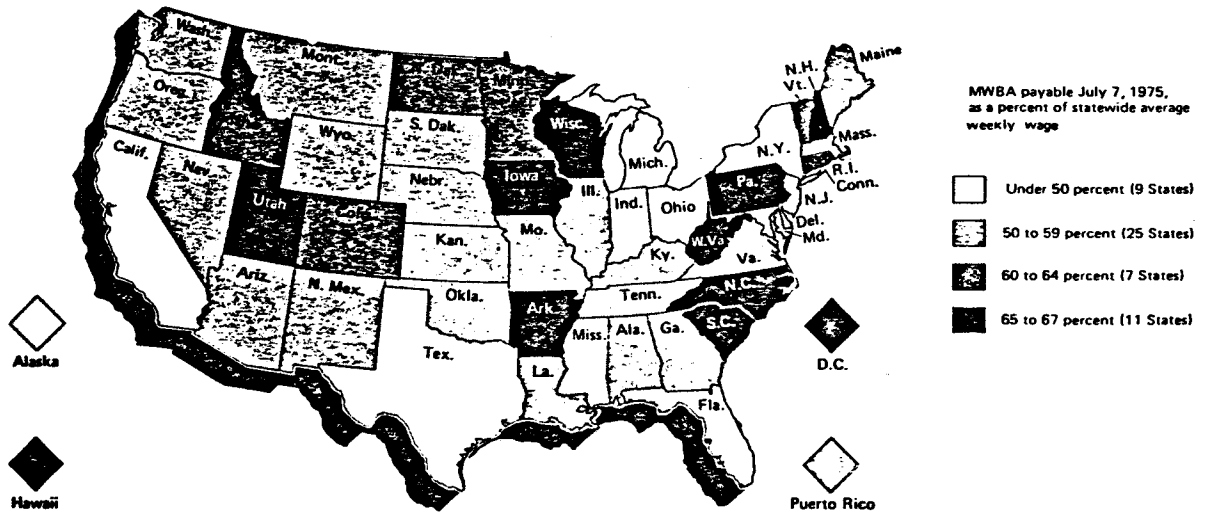 Wash.
Mont.
N. Dak.
Minn.
Maine
N.H.
Vt.
Oreg.
Wyo.
S. Dak.
Wisc.
Mass.
Calif.
Nev.
Nebr.
Iowa
Mich.
N.Y.
R.I.
Conn.
Utah
Colo.
Ill.
Ind.
Ohio
Pa.
N.J.
Kan.
Mo.
W.Va.
Del.
Md.
Ky.
Va.
Ariz.
N. Mex.
Okla.
Ark.
Tenn.
N.C.
Tex.
La.
Miss.
Ala.
Ga.
S.C.
Fla.
MWBA payable July 7, 1975,
as a percent of statewide average
weekly wage
Under 50 percent (9 States)
50 to 59 percent (25 States)
60 to 64 percent (7 States)
65 to 67 percent (11 States)
Alaska
D.C.
Hawaii
Puerto Rico